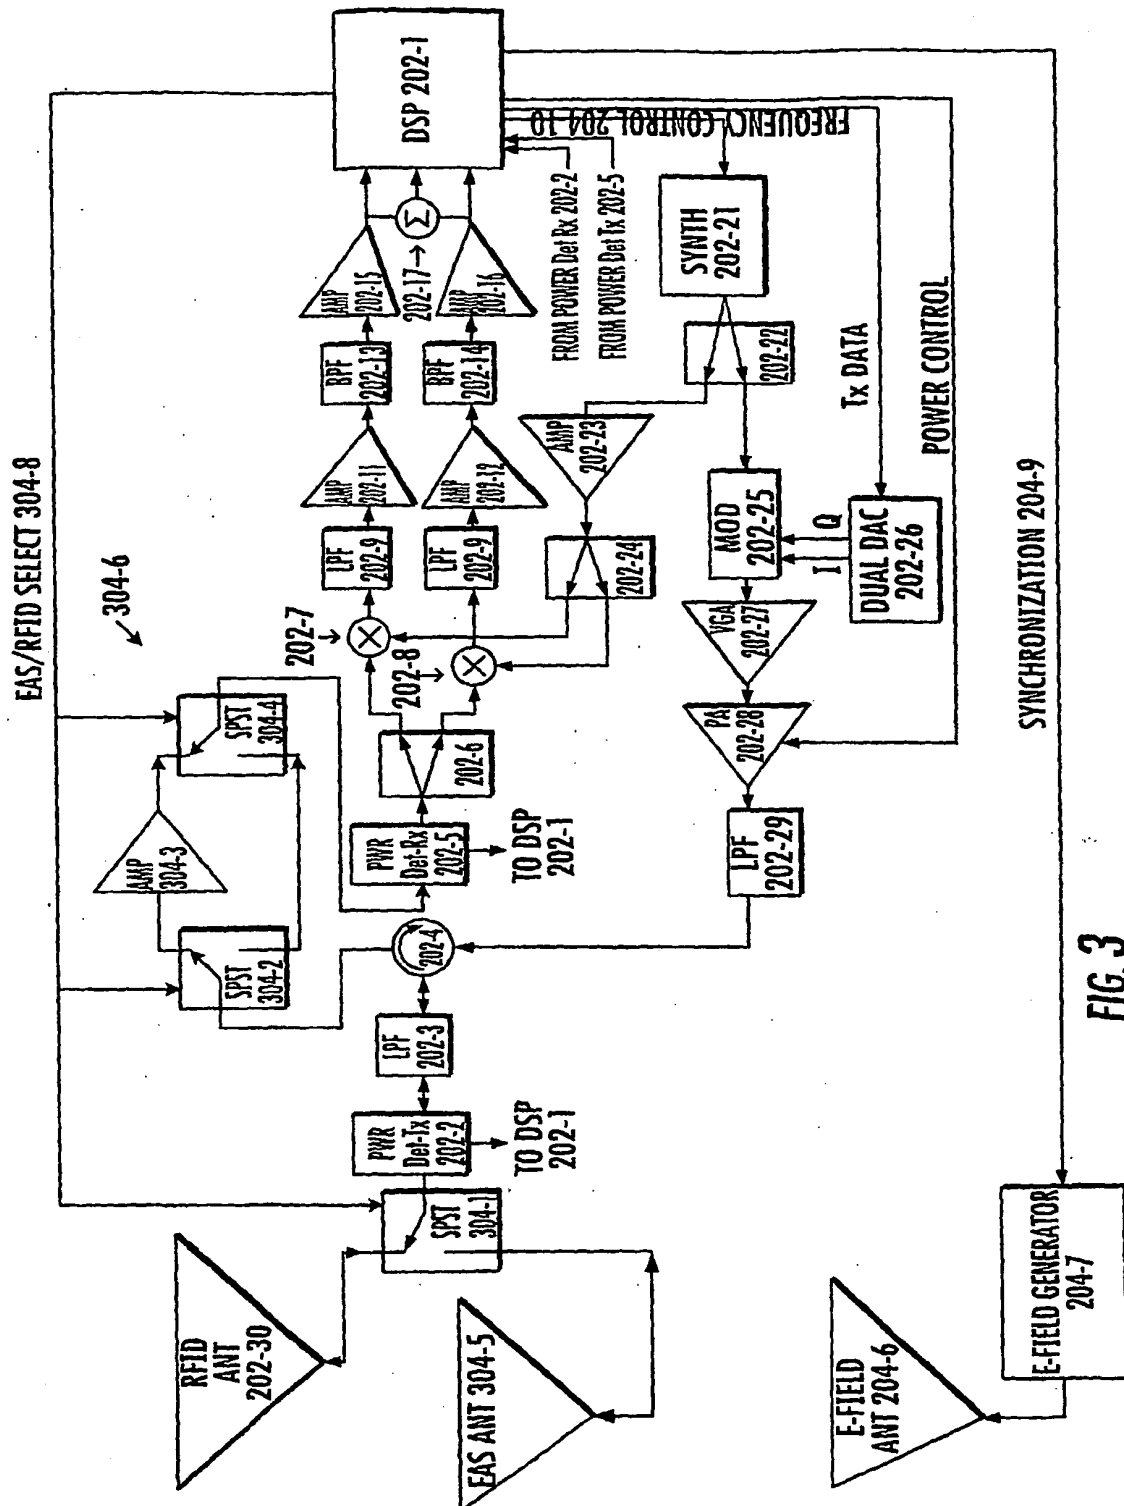 EAS/RFID SELECT 304-8
304-6
DSP 202-1
FREQUENCY CONTROL 204-10
AMP
202-15
202-17
Σ
AMP
202-16
FROM POWER Det Rx 202-2
FROM POWER Det Tx 202-5
SYNTH
202-21
BPF
202-13
BPF
202-14
202-22
AMP
202-11
AMP
202-12
AMP
202-23
Tx DATA
POWER CONTROL
LPF
202-9
LPF
202-9
202-24
MOD
202-25
I
Q
DUAL DAC
202-26
SYNCHRONIZATION 204-9
202-7
202-8
VGA
202-27
SPST
304-4
202-6
PA
202-28
AMP
304-3
PWR
Det-Rx
202-5
TO DSP
202-1
LPF
202-29
SPST
304-2
202-4
LPF
202-3
PWR
Det-Tx
202-2
TO DSP
202-1
SPST
304-1
RFID
ANT
202-30
EAS ANT 304-5
E-FIELD
ANT 204-6
E-FIELD GENERATOR
204-7
FIG. 3